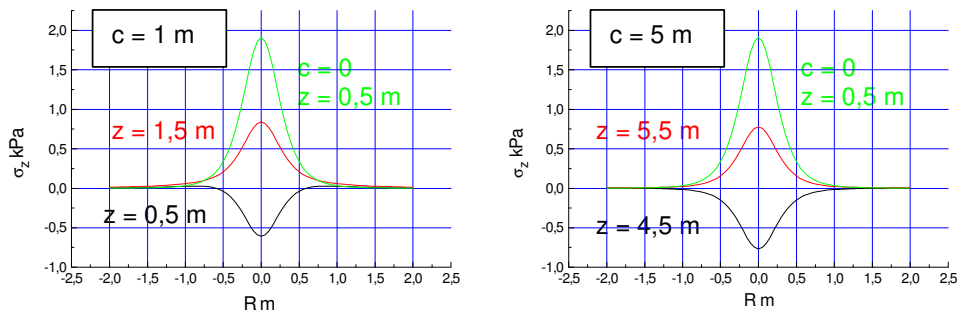 c = 1 m
2,0
1,5
1,0
0,5
0,0
-0,5
-1,0
σz kPa
c = 0
z = 0,5 m
z = 1,5 m
z = 0,5 m
-2,5 -2,0 -1,5 -1,0 -0,5 0,0 0,5 1,0 1,5 2,0 2,5
R m
c = 5 m
2,0
1,5
1,0
0,5
0,0
-0,5
-1,0
σz kPa
c = 0
z = 0,5 m
z = 5,5 m
z = 4,5 m
-2,5 -2,0 -1,5 -1,0 -0,5 0,0 0,5 1,0 1,5 2,0 2,5
R m